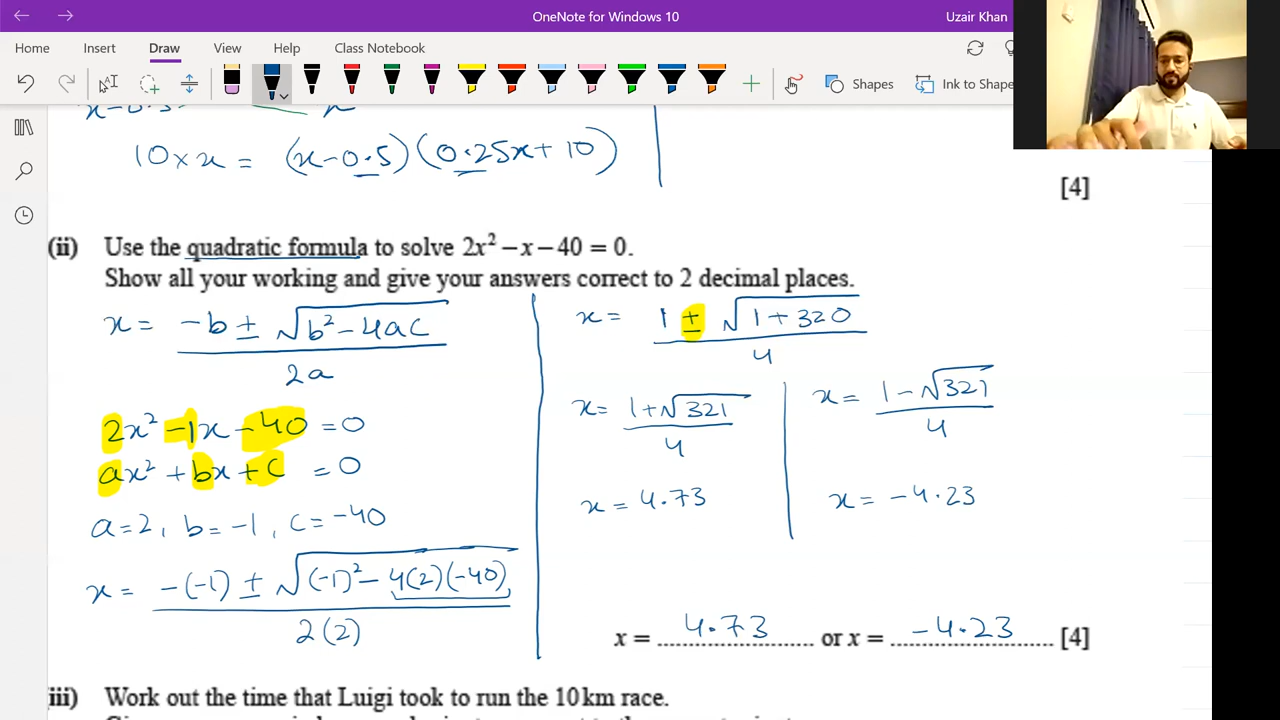 OneNote for Windows 10
Uzair Khan
Home Insert Draw View Help Class Notebook
Shapes Ink to Shape
10 × x = (x-0.5)(0.25x+10)
[4]
(ii) Use the quadratic formula to solve 2x² – x – 40 = 0.
Show all your working and give your answers correct to 2 decimal places.
x = -b ± √b²-4ac / 2a
2x² -1x -40 = 0
ax² + bx + c = 0
a=2, b=-1, c=-40
x = -(-1) ± √(-1)² - 4(2)(-40) / 2(2)
x = 1 ± √1+320 / 4
x = 1+√321 / 4
x = 4.73
x = 1-√321 / 4
x = -4.23
x = 4.73 or x = -4.23 [4]
iii) Work out the time that Luigi took to run the 10 km race.